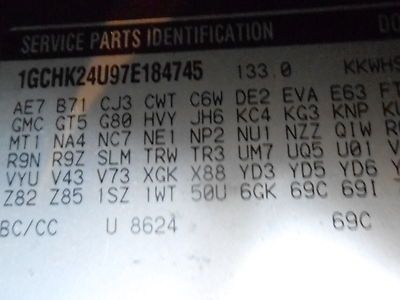 SERVICE PARTS IDENTIFICATION
1GCHK24U97E184745 133.0 KKWHS
AE7 B71 CJ3 CWT C6W DE2 EVA E63 FT
GMC GT5 G80 HVY JH6 KC4 KG3 KNP KL
MT1 NA4 NC7 NE1 NP2 NU1 NZZ QIW
R9N R9Z SLM TRW TR3 UM7 UQ5 U01
VYU V43 V73 XGK X88 YD3 YD5 YD6
Z82 Z85 1SZ 1WT 50U 6GK 69C 69I
BC/CC U 8624 69C